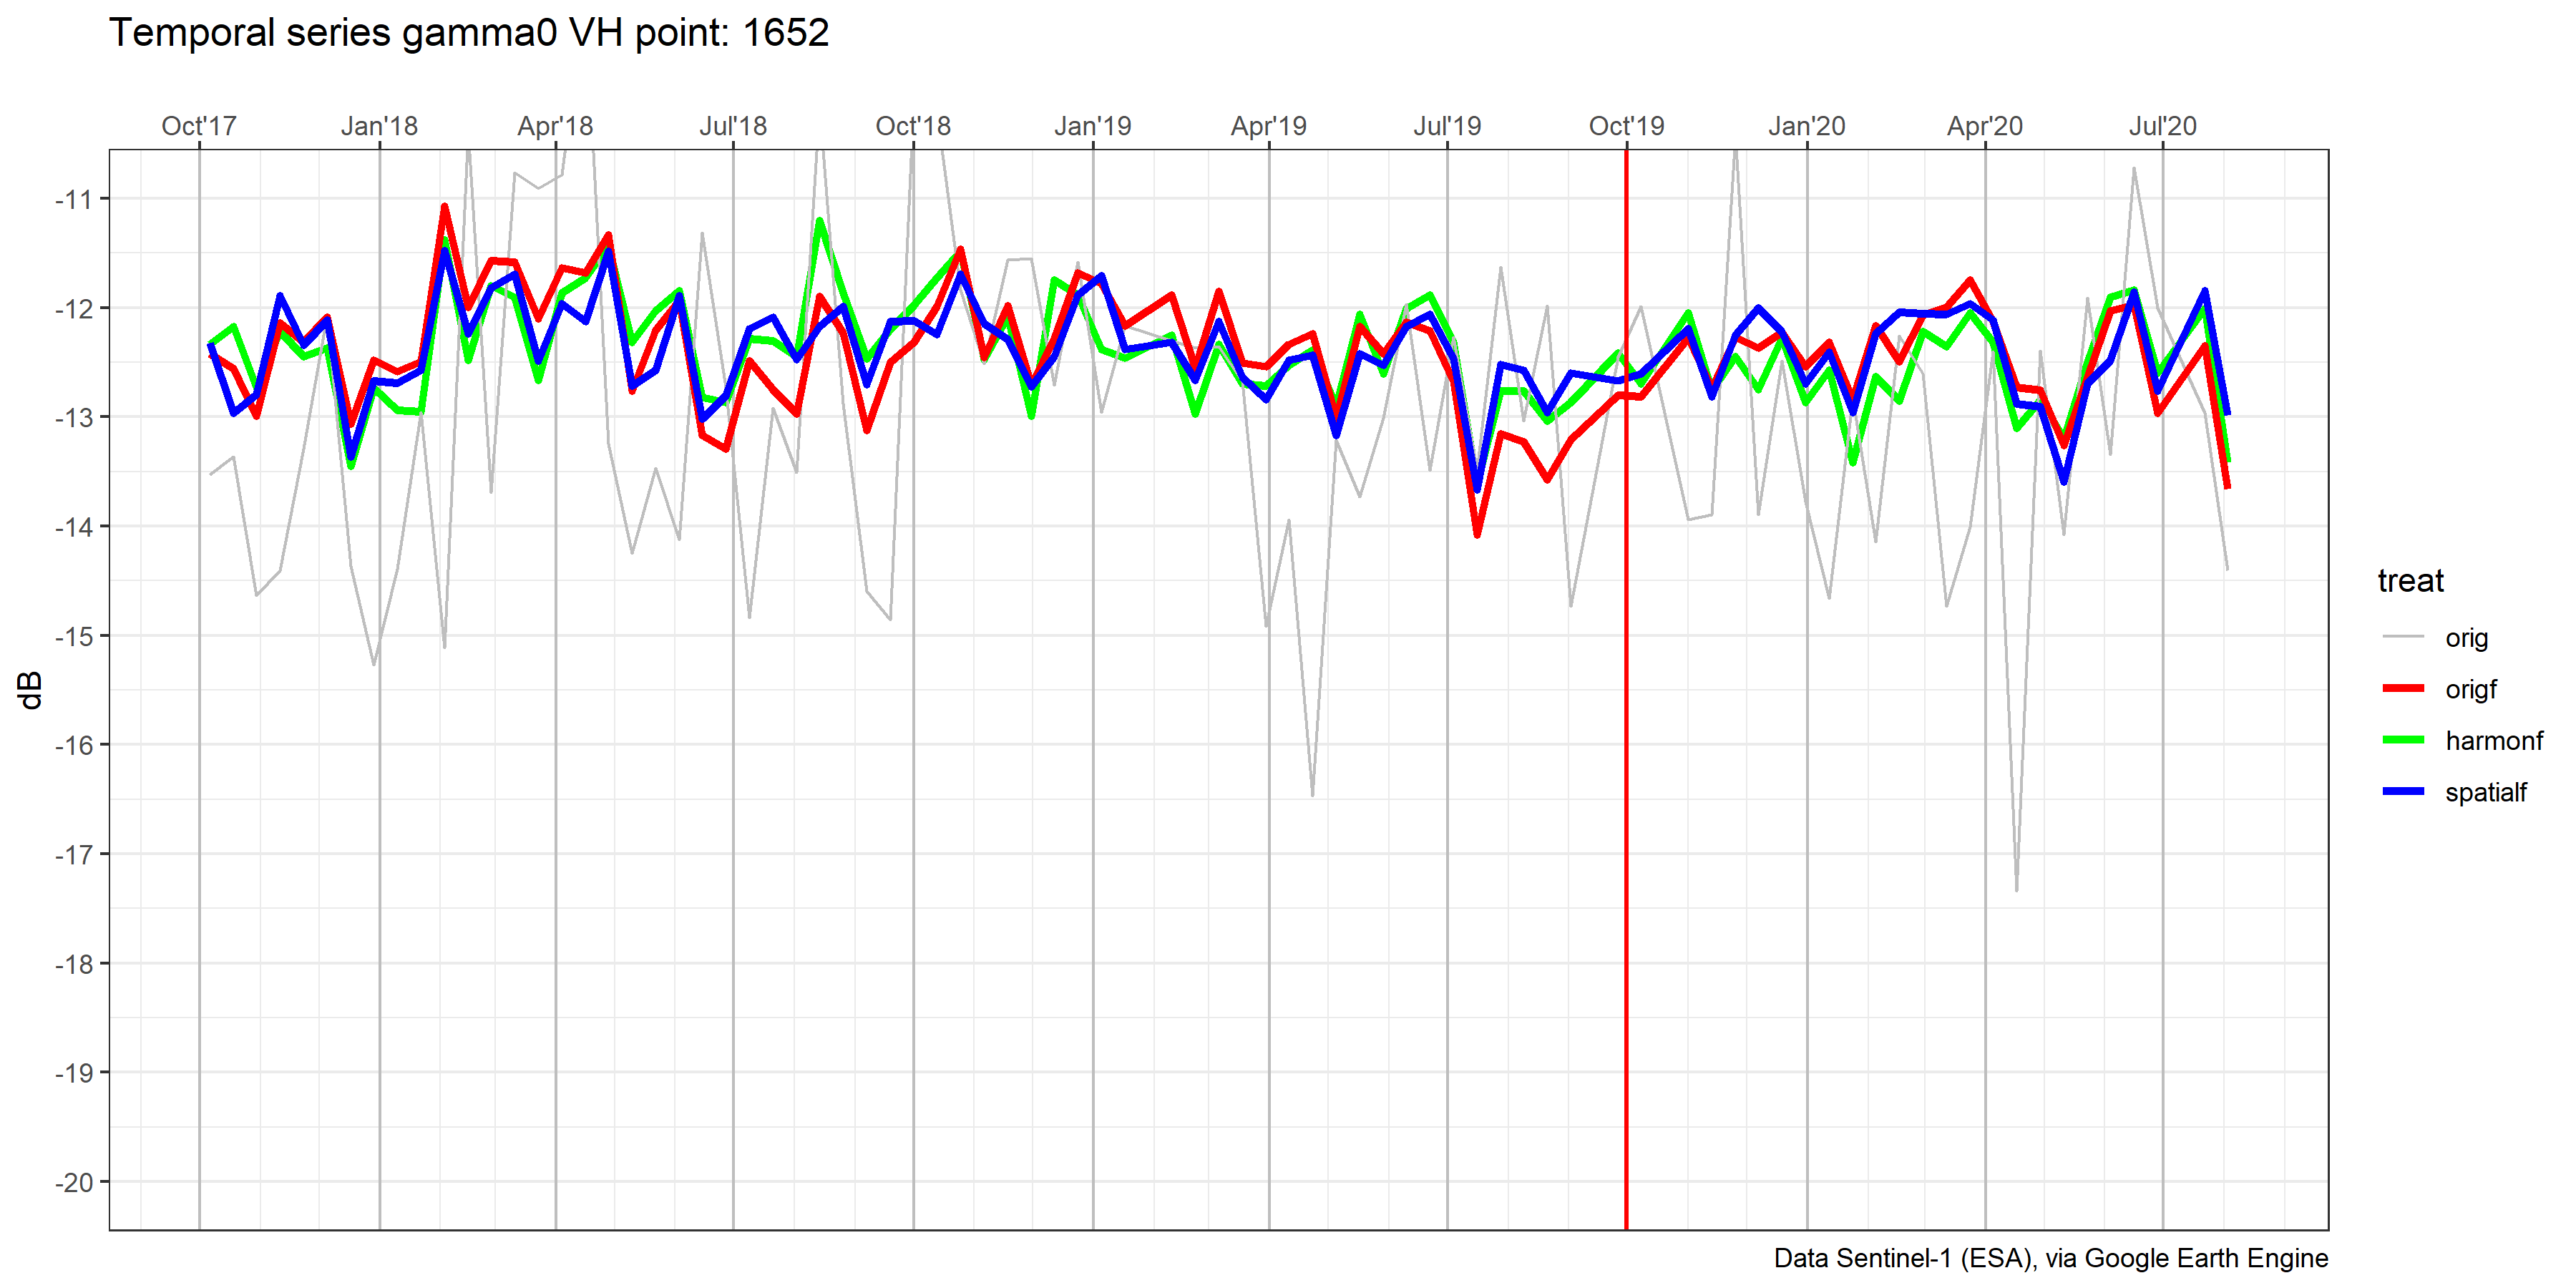 Temporal series gamma0 VH point: 1652
Oct'17 Jan'18 Apr'18 Jul'18 Oct'18 Jan'19 Apr'19 Jul'19 Oct'19 Jan'20 Apr'20 Jul'20
-11
-12
-13
-14
-15
-16
-17
-18
-19
-20
dB
treat
orig
origf
harmonf
spatialf
Data Sentinel-1 (ESA), via Google Earth Engine